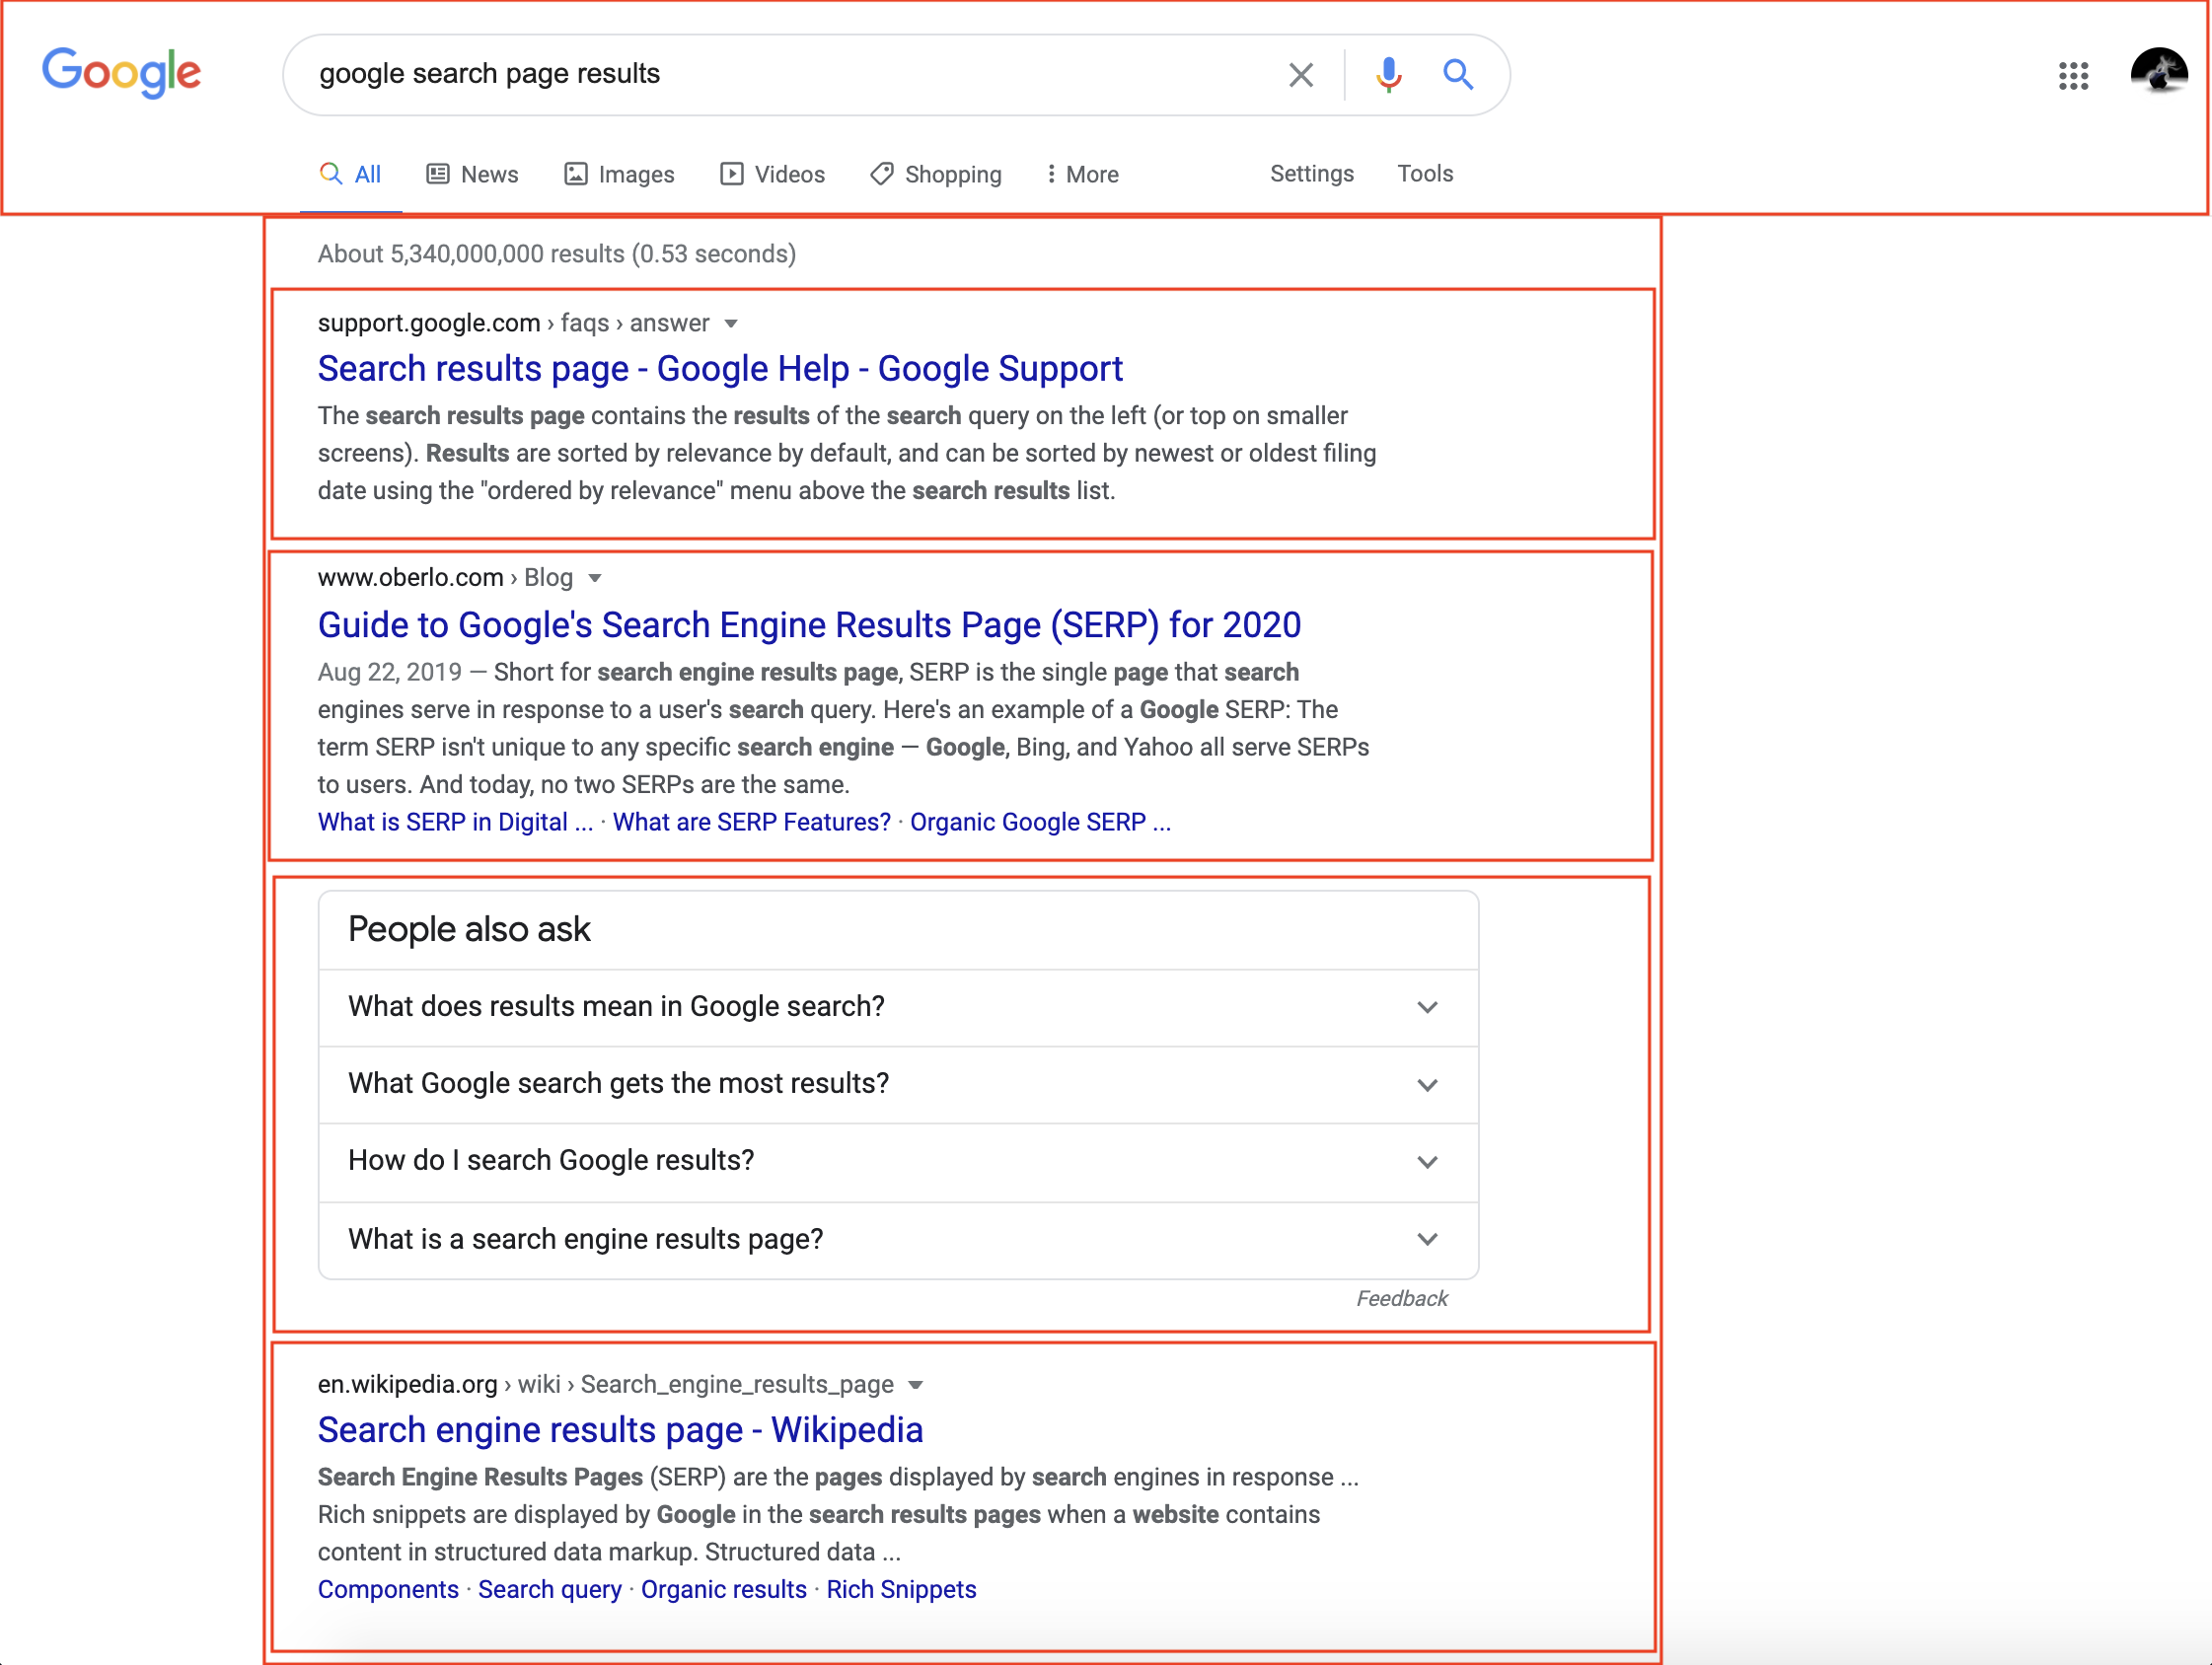 Google
google search page results
All News Images Videos Shopping More Settings Tools
About 5,340,000,000 results (0.53 seconds)
support.google.com › faqs › answer
Search results page - Google Help - Google Support
The search results page contains the results of the search query on the left (or top on smaller
screens). Results are sorted by relevance by default, and can be sorted by newest or oldest filing
date using the "ordered by relevance" menu above the search results list.
www.oberlo.com › Blog
Guide to Google's Search Engine Results Page (SERP) for 2020
Aug 22, 2019 — Short for search engine results page, SERP is the single page that search
engines serve in response to a user's search query. Here's an example of a Google SERP: The
term SERP isn't unique to any specific search engine — Google, Bing, and Yahoo all serve SERPs
to users. And today, no two SERPs are the same.
What is SERP in Digital ... · What are SERP Features? · Organic Google SERP ...
People also ask
What does results mean in Google search?
What Google search gets the most results?
How do I search Google results?
What is a search engine results page?
Feedback
en.wikipedia.org › wiki › Search_engine_results_page
Search engine results page - Wikipedia
Search Engine Results Pages (SERP) are the pages displayed by search engines in response ...
Rich snippets are displayed by Google in the search results pages when a website contains
content in structured data markup. Structured data ...
Components · Search query · Organic results · Rich Snippets